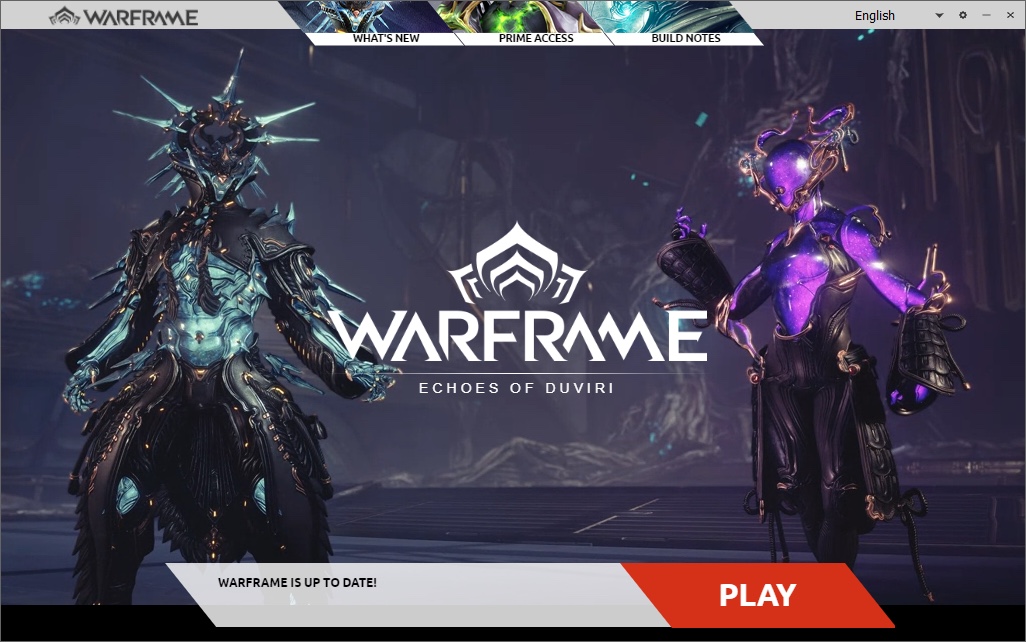 WARFRAME
English
WHAT'S NEW
PRIME ACCESS
BUILD NOTES
WARFRAME
ECHOES OF DUVIRI
WARFRAME IS UP TO DATE!
PLAY